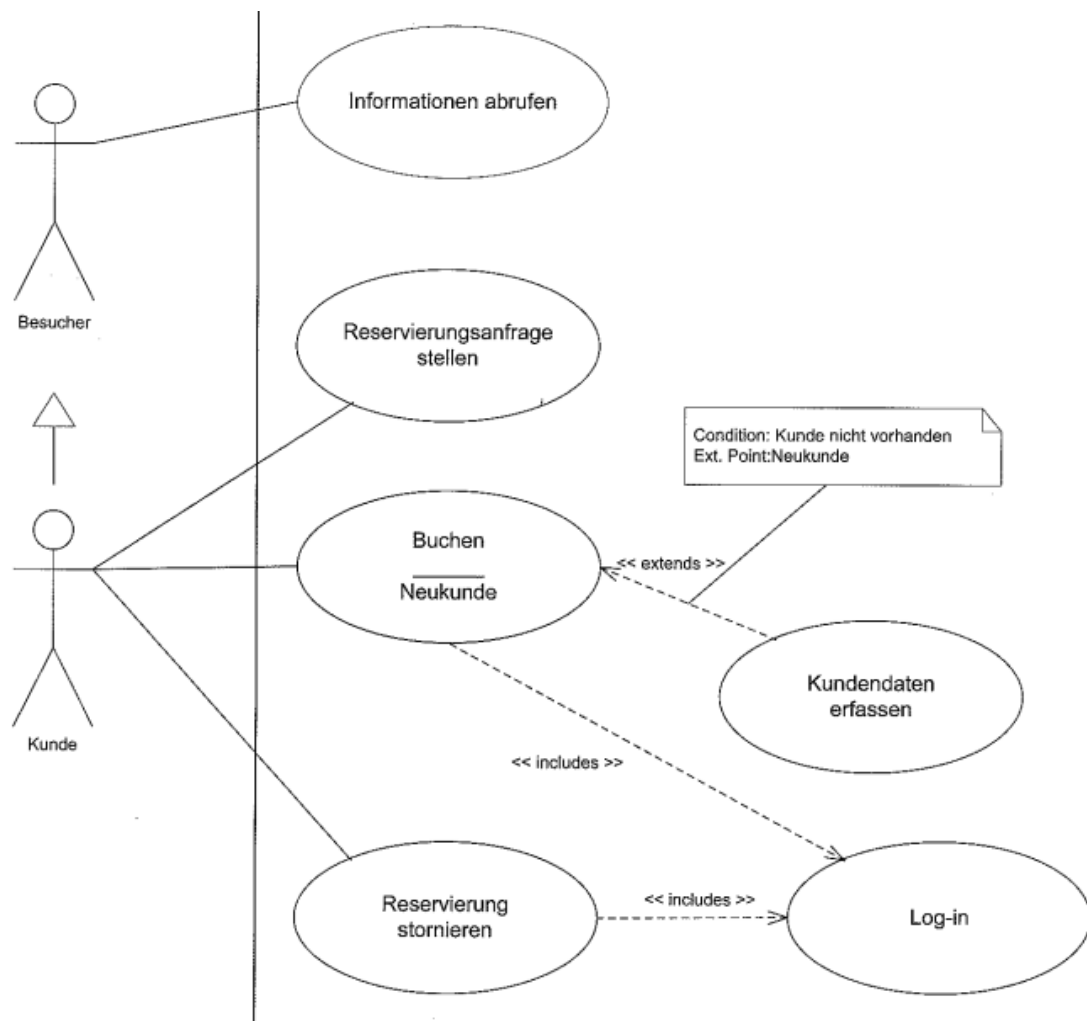 Informationen abrufen
Besucher
Reservierungsanfrage
stellen
Condition: Kunde nicht vorhanden
Ext. Point:Neukunde
Buchen
Neukunde
<< extends >>
Kundendaten
erfassen
Kunde
<< includes >>
Reservierung
stornieren
<< includes >>
Log-in